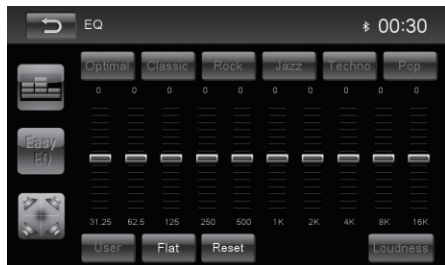 EQ 00:30
Optimal Classic Rock Jazz Techno Pop
0 0 0 0 0 0 0 0 0 0
Easy
EQ
31.25 62.5 125 250 500 1K 2K 4K 8K 16K
User Flat Reset Loudness